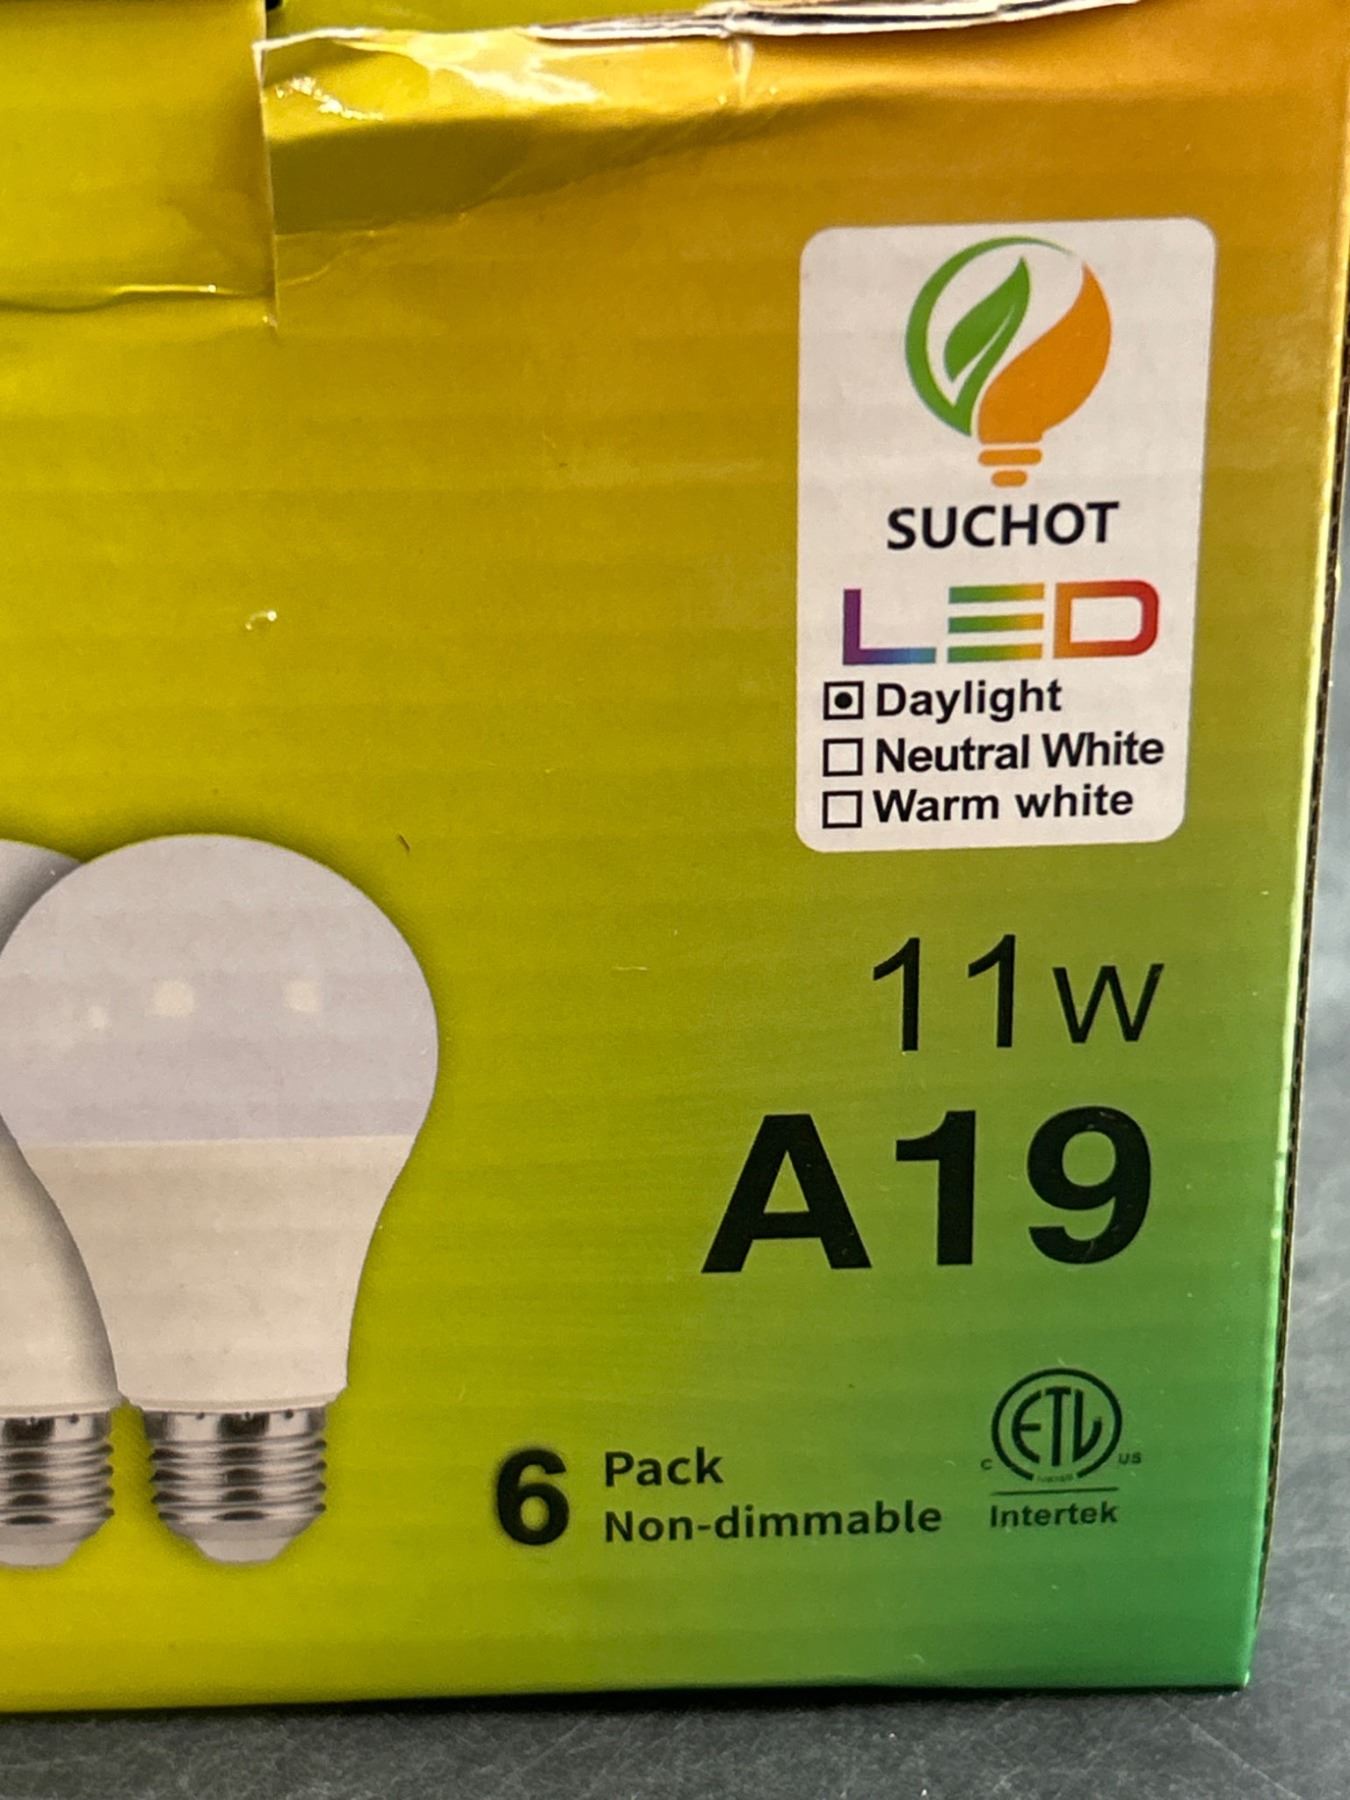 SUCHOT
LED
Daylight
Neutral White
Warm white
11W
A19
6 Pack
Non-dimmable
ETL
C US
Intertek